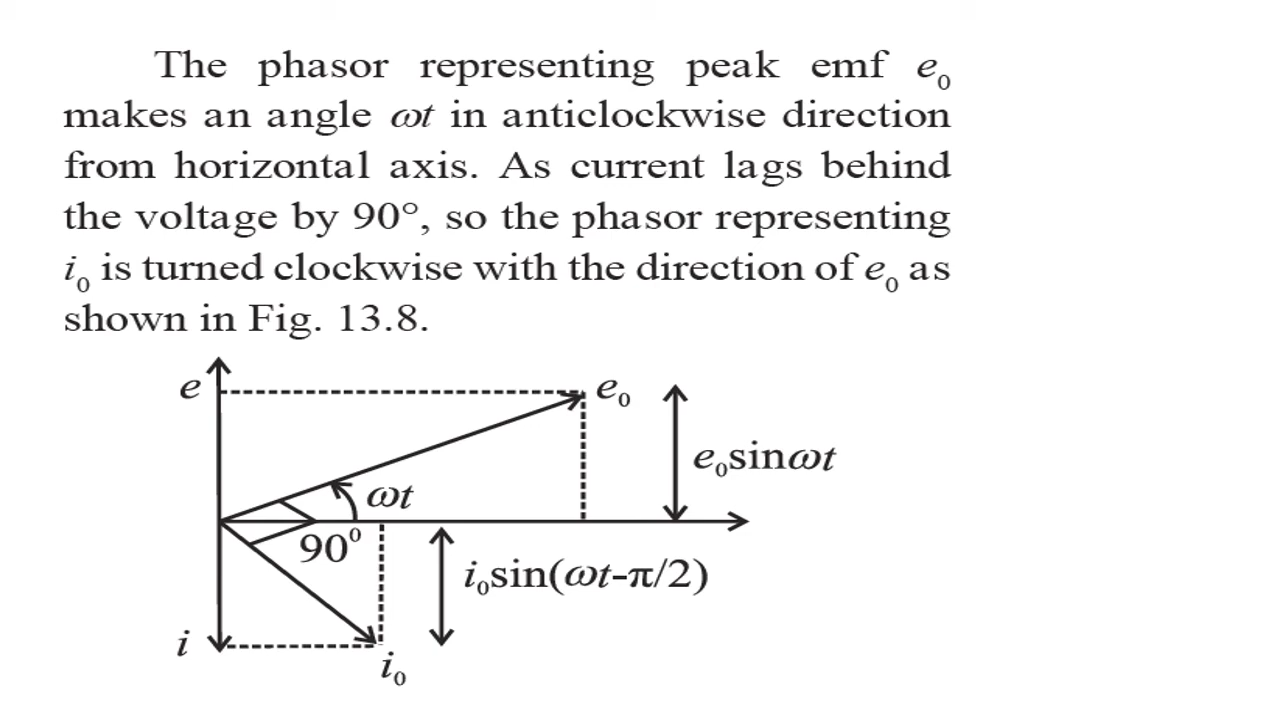 The phasor representing peak emf e₀
makes an angle ωt in anticlockwise direction
from horizontal axis. As current lags behind
the voltage by 90°, so the phasor representing
i₀ is turned clockwise with the direction of e₀ as
shown in Fig. 13.8.
e
e₀
e₀sinωt
ωt
90⁰
i₀sin(ωt-π/2)
i
i₀